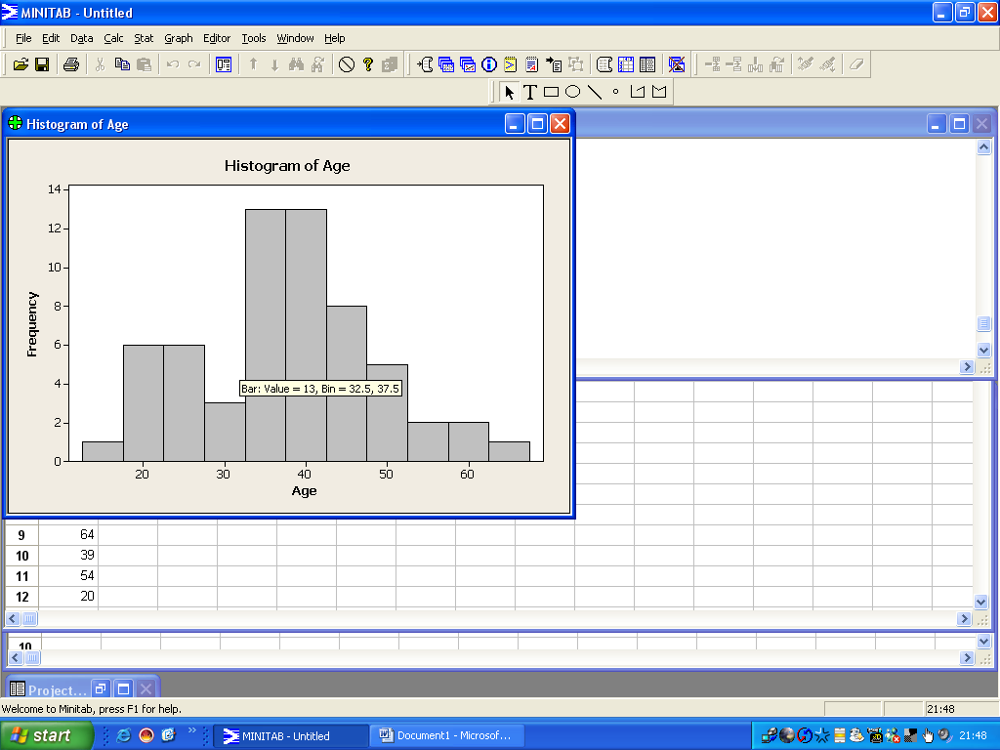 MINITAB - Untitled
File Edit Data Calc Stat Graph Editor Tools Window Help
Histogram of Age
Histogram of Age
14
12
10
8
6
4
2
0
Frequency
Bar: Value = 13, Bin = 32.5, 37.5
20 30 40 50 60
Age
9 64
10 39
11 54
12 20
10
Project...
Welcome to Minitab, press F1 for help.
21:48
start
MINITAB - Untitled
Document1 - Microsof...
21:48